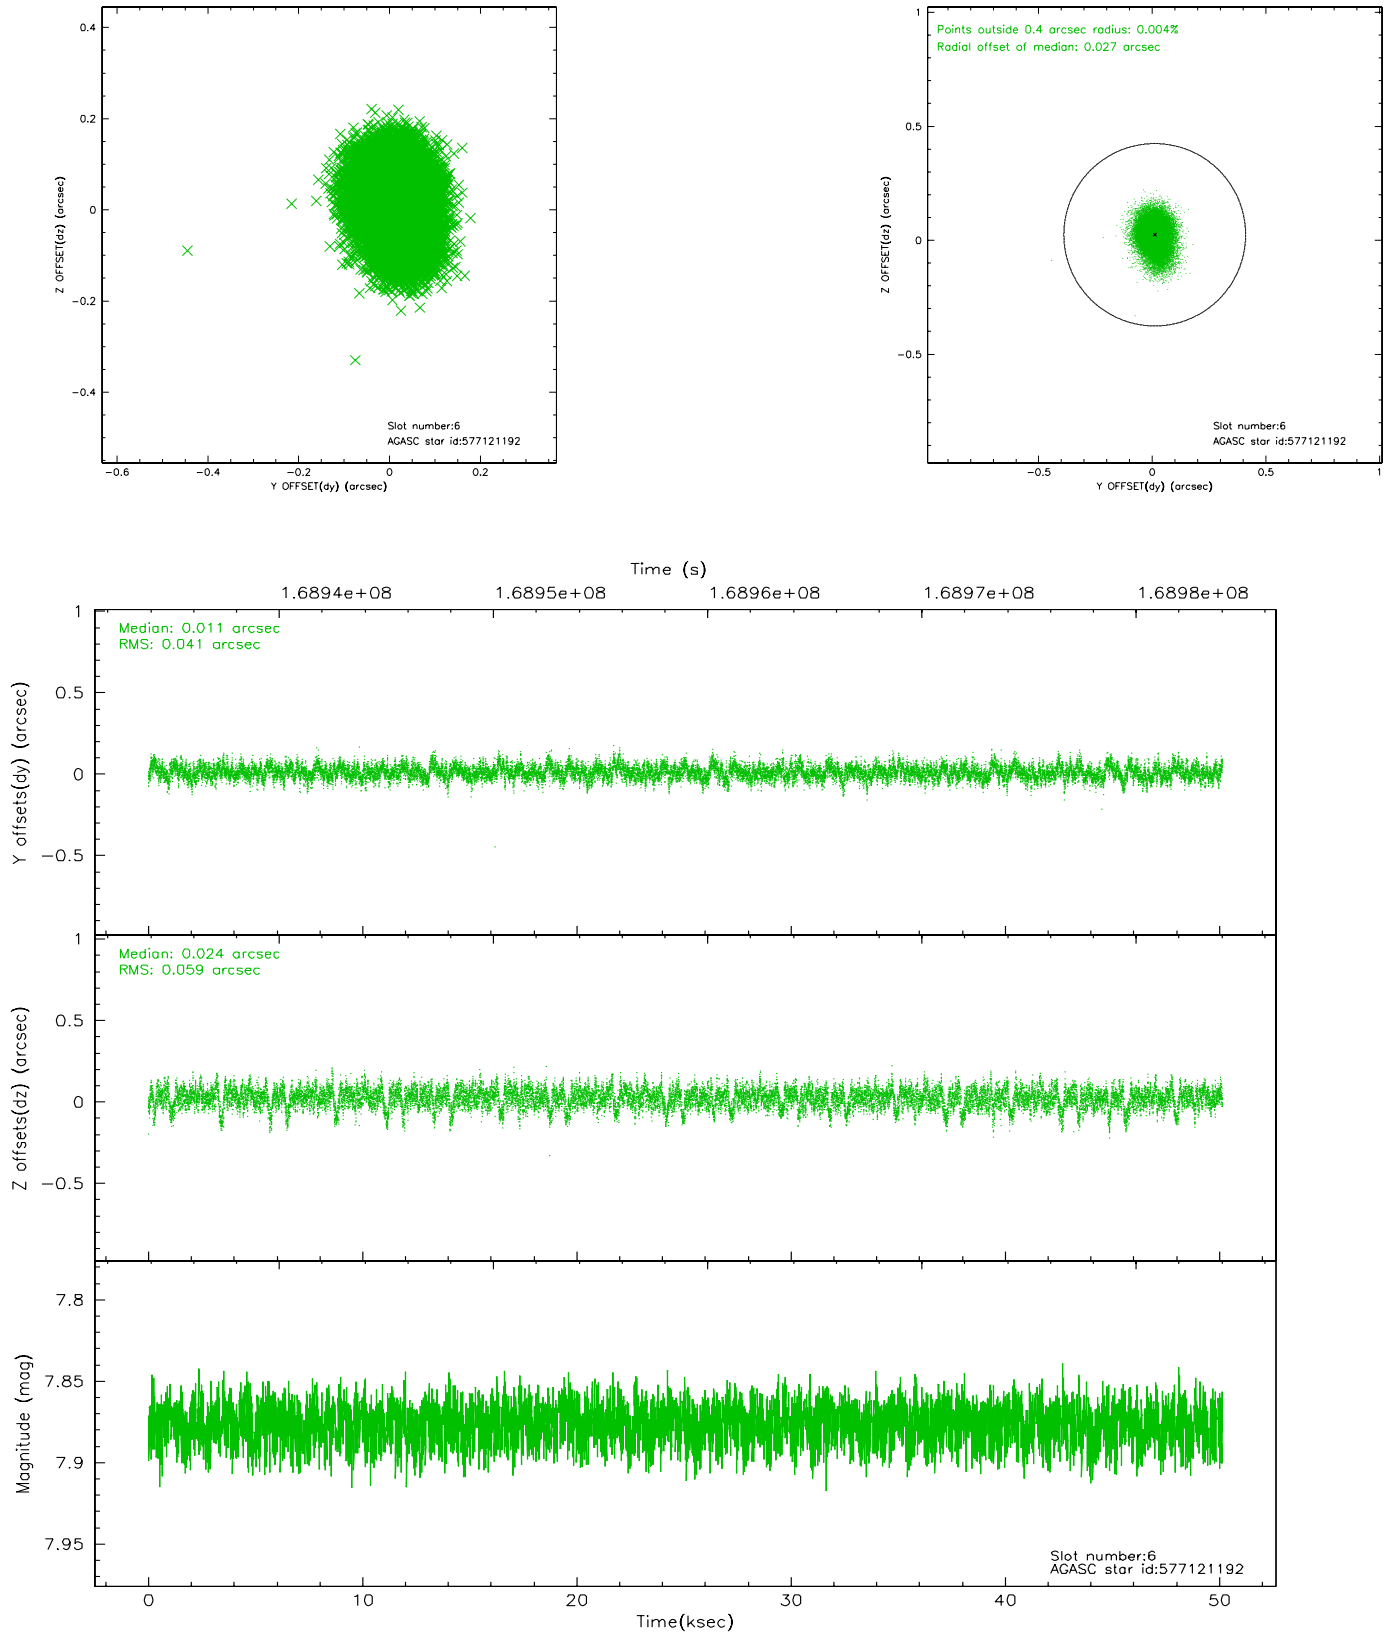 0.4
0.2
0
−0.2
−0.4
Z OFFSET(dz) (arcsec)
Slot number:6
AGASC star id:577121192
−0.6
−0.4
−0.2
0
0.2
Y OFFSET(dy) (arcsec)
1
0.5
0
−0.5
Z OFFSET(dz) (arcsec)
Points outside 0.4 arcsec radius: 0.004%
Radial offset of median: 0.027 arcsec
Slot number:6
AGASC star id:577121192
−0.5
0
0.5
1
Y OFFSET(dy) (arcsec)
Time (s)
1.6894e+08
1.6895e+08
1.6896e+08
1.6897e+08
1.6898e+08
1
0.5
0
−0.5
Y offsets(dy) (arcsec)
Median: 0.011 arcsec
RMS: 0.041 arcsec
1
0.5
0
−0.5
Z offsets(dz) (arcsec)
Median: 0.024 arcsec
RMS: 0.059 arcsec
7.8
7.85
7.9
7.95
Magnitude (mag)
Slot number:6
AGASC star id:577121192
0
10
20
30
40
50
Time(ksec)